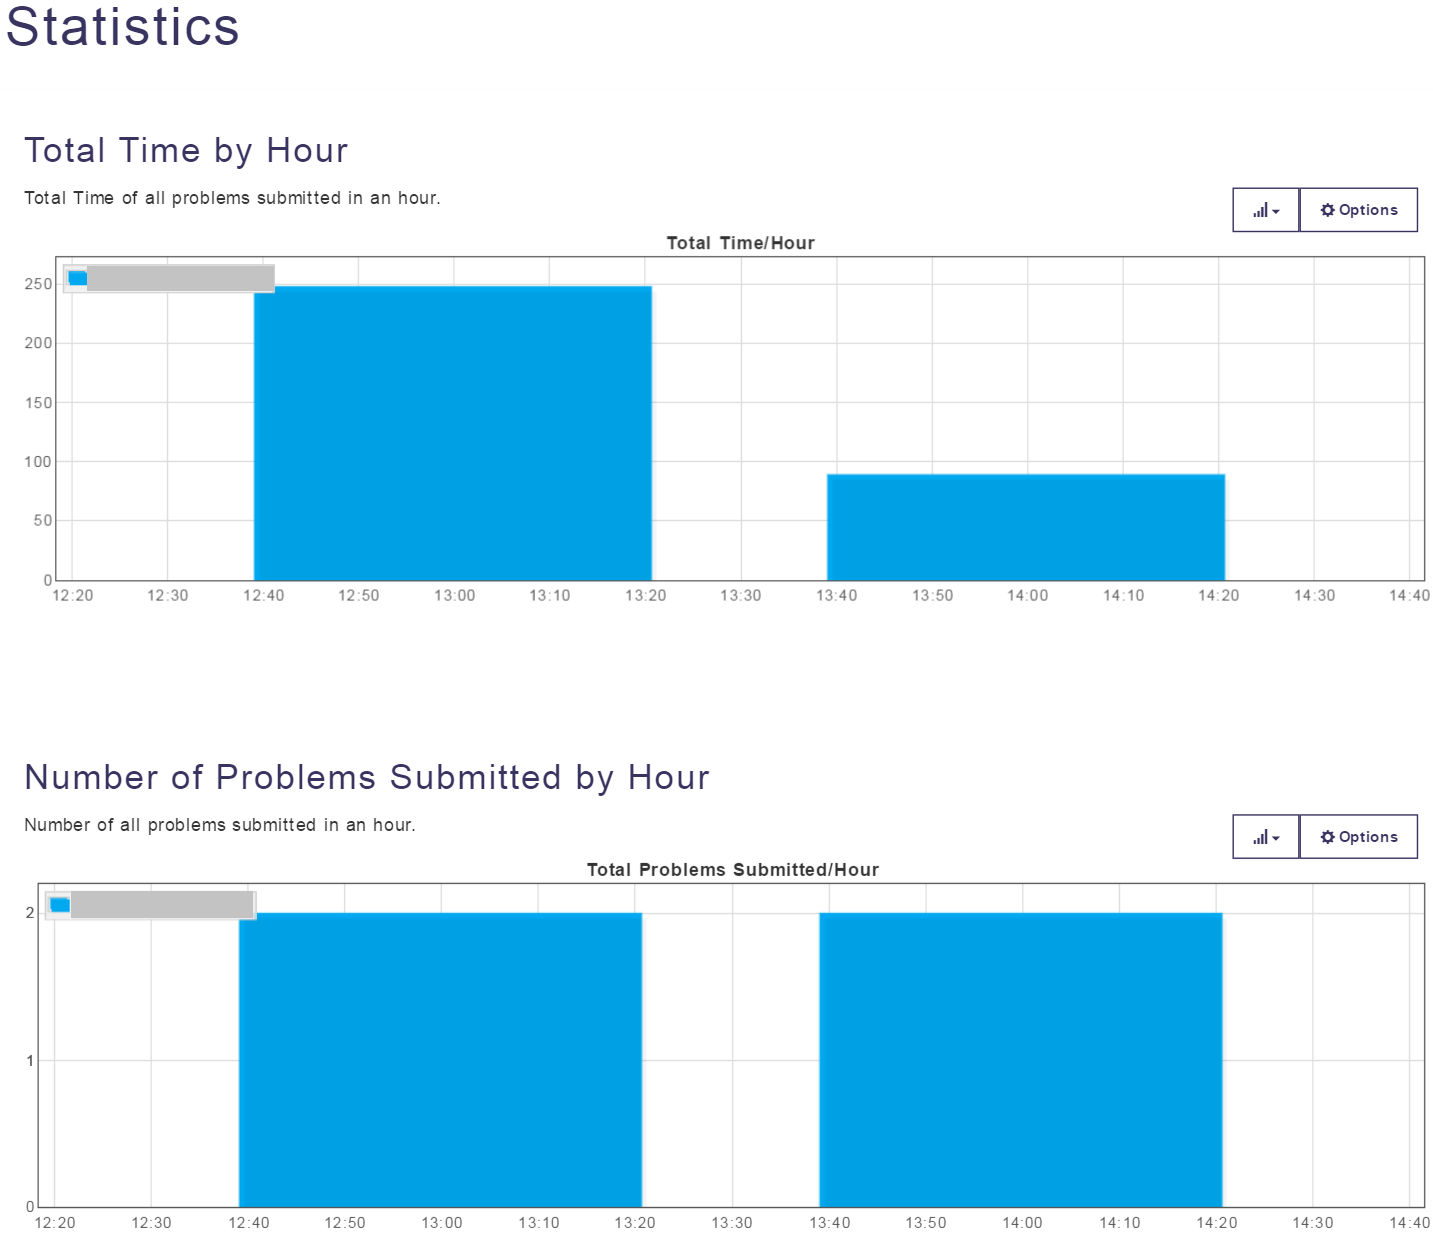 Statistics
Total Time by Hour
Total Time of all problems submitted in an hour.
Options
Total Time/Hour
250
200
150
100
50
0
12:20 12:30 12:40 12:50 13:00 13:10 13:20 13:30 13:40 13:50 14:00 14:10 14:20 14:30 14:40
Number of Problems Submitted by Hour
Number of all problems submitted in an hour.
Options
Total Problems Submitted/Hour
2
1
0
12:20 12:30 12:40 12:50 13:00 13:10 13:20 13:30 13:40 13:50 14:00 14:10 14:20 14:30 14:40